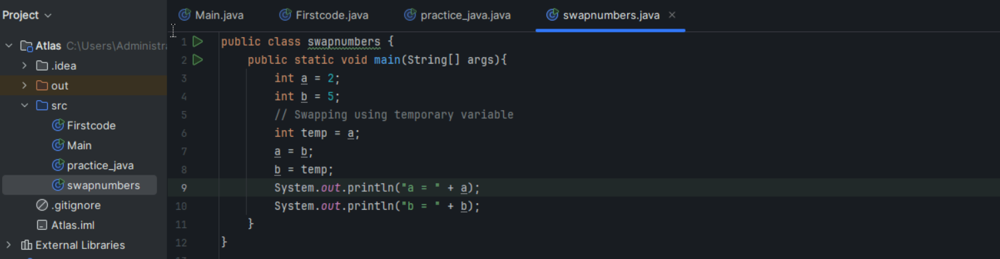 Project
Main.java
Firstcode.java
practice_java.java
swapnumbers.java
Atlas C:\Users\Administra
.idea
out
src
Firstcode
Main
practice_java
swapnumbers
.gitignore
Atlas.iml
External Libraries
1 public class swapnumbers {
2 public static void main(String[] args){
3 int a = 2;
4 int b = 5;
5 // Swapping using temporary variable
6 int temp = a;
7 a = b;
8 b = temp;
9 System.out.println("a = " + a);
10 System.out.println("b = " + b);
11 }
12 }